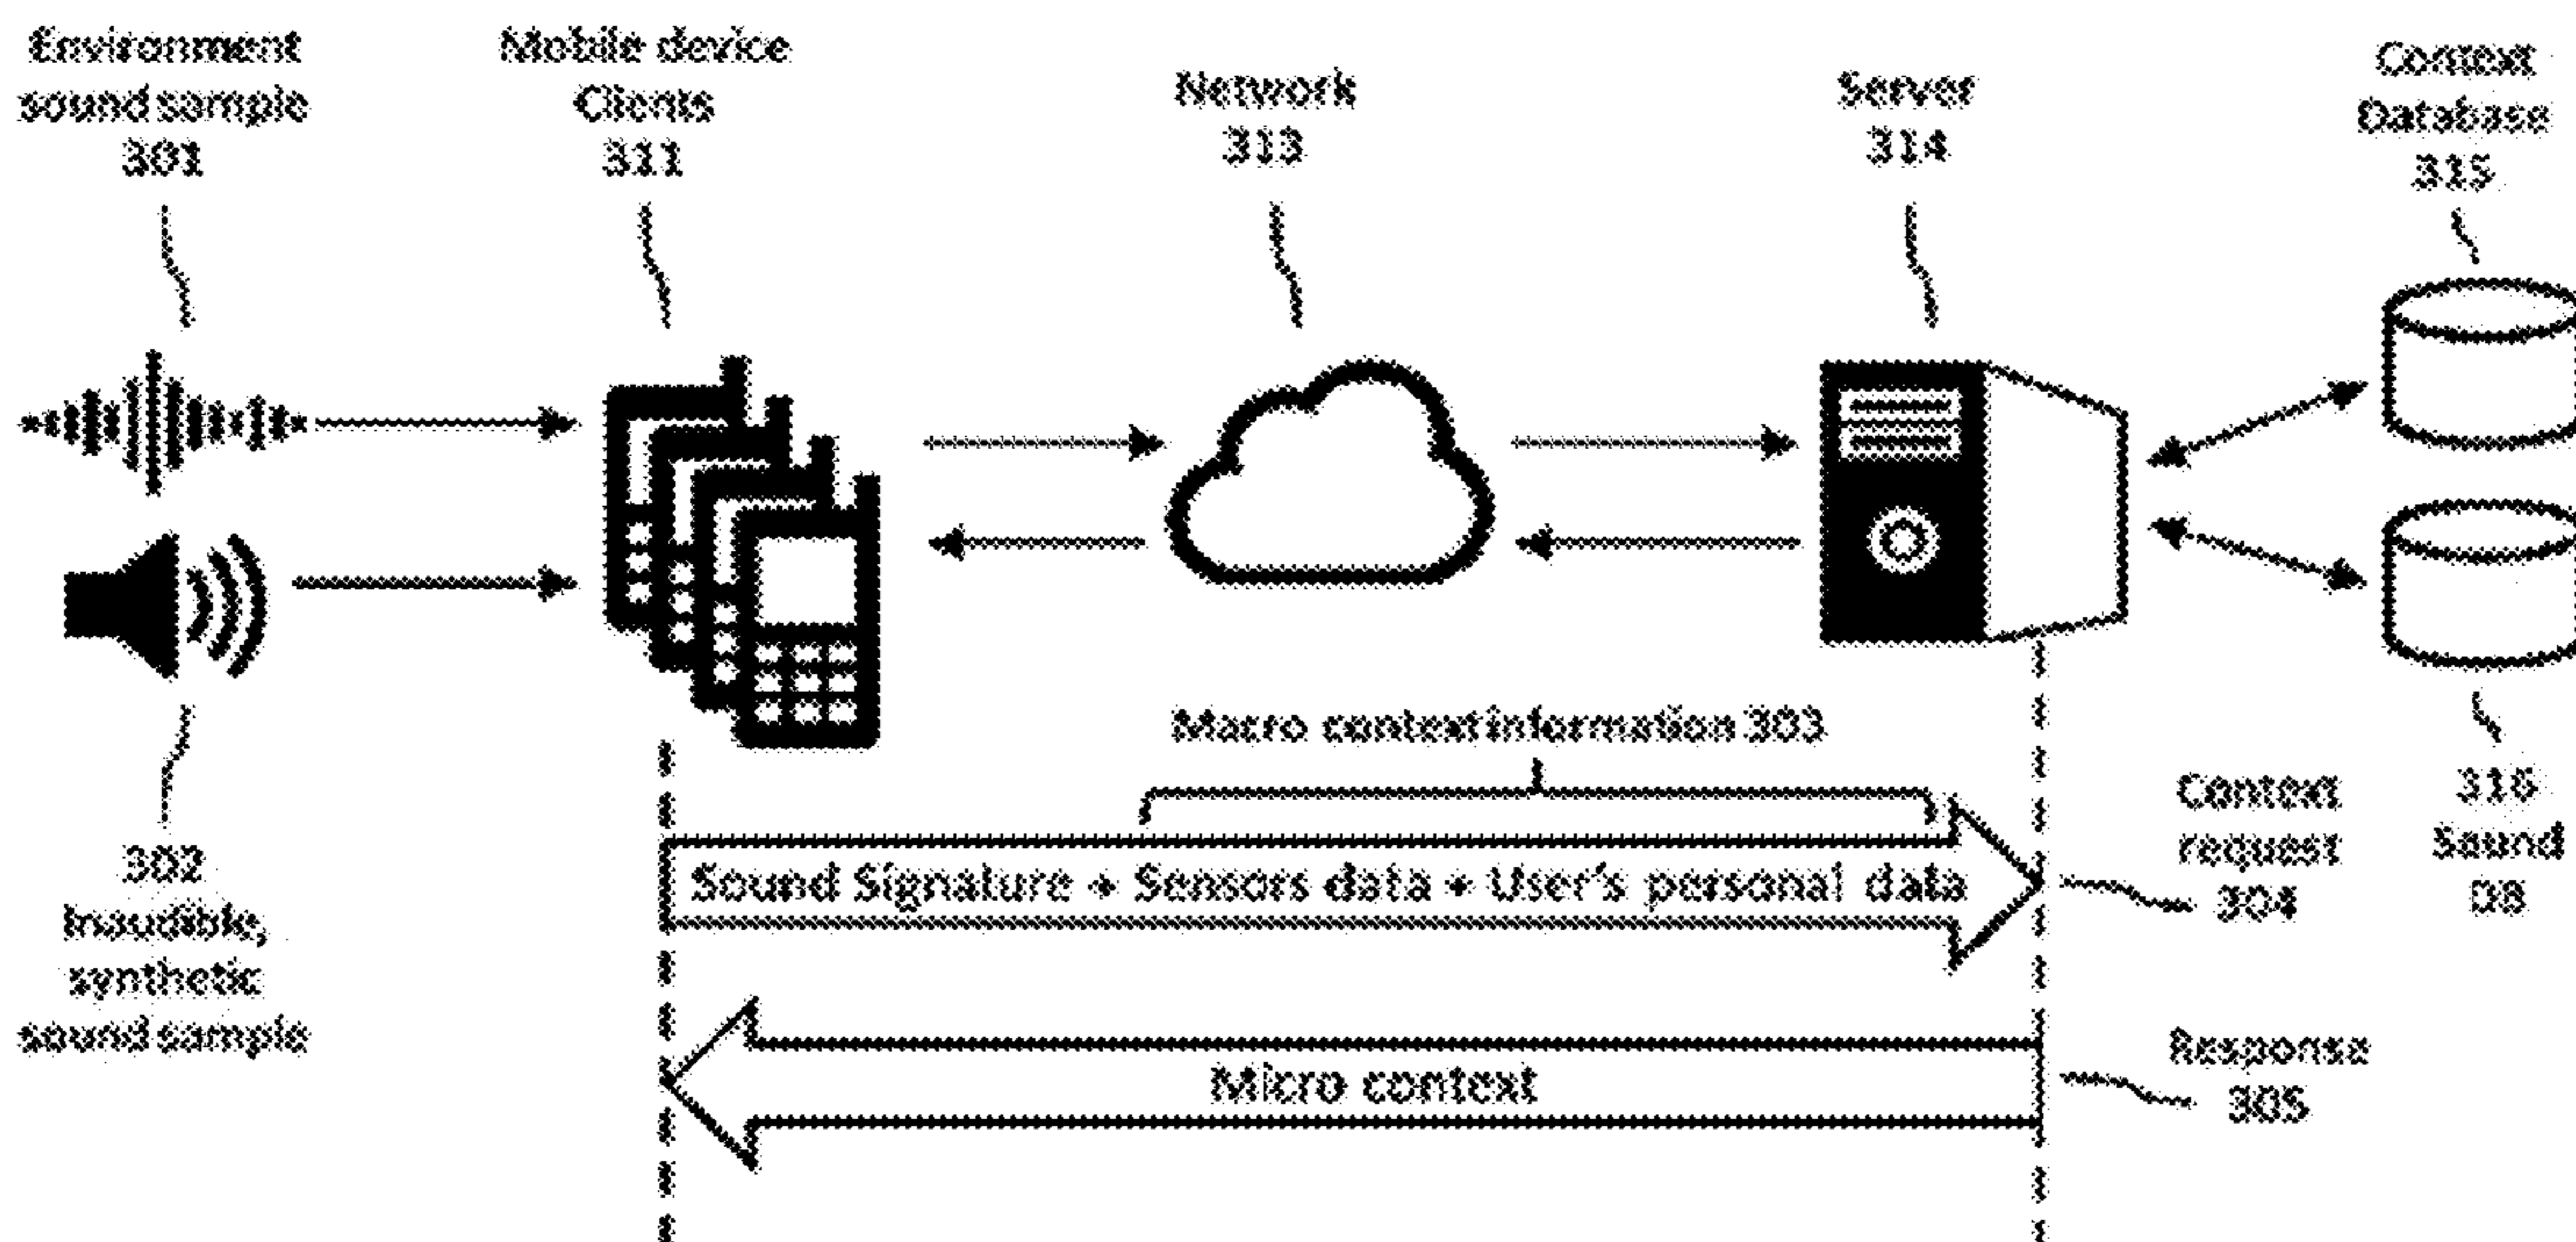 Environment
sound sample
301
Mobile device
Clients
311
Network
313
Server
314
Context
Database
315
Macro context information 303
Sound Signature + Sensors data + User's personal data
Context
request
304
316
Sound
DB
302
Inaudible,
synthetic
sound sample
Micro context
Response
305